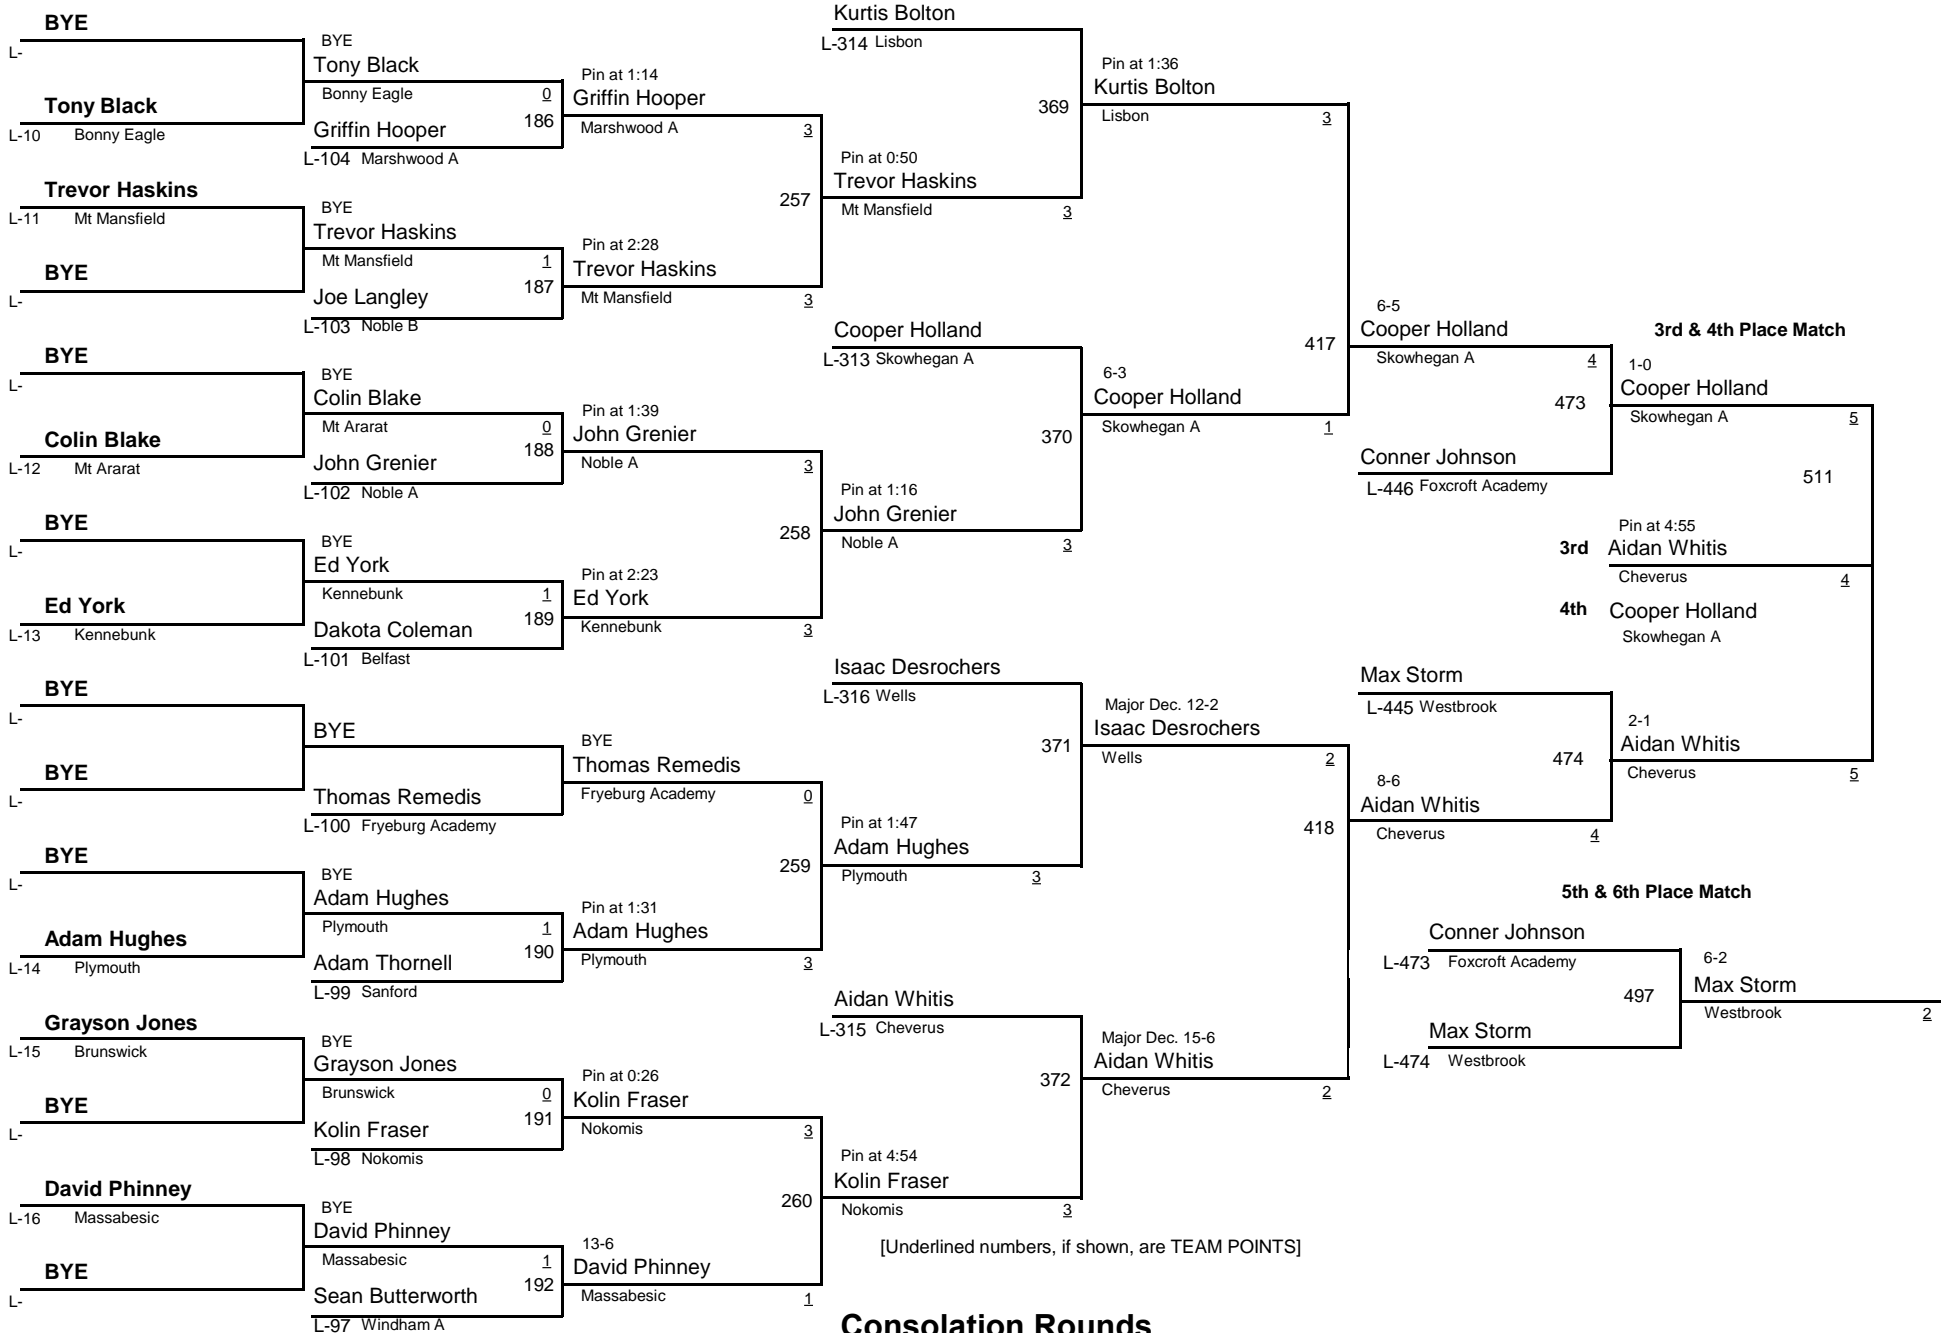 BYE
L-
Tony Black
L-10 Bonny Eagle
Trevor Haskins
L-11 Mt Mansfield
BYE
L-
BYE
L-
Colin Blake
L-12 Mt Ararat
BYE
L-
Ed York
L-13 Kennebunk
BYE
L-
BYE
L-
BYE
L-
Adam Hughes
L-14 Plymouth
Grayson Jones
L-15 Brunswick
BYE
L-
David Phinney
L-16 Massabesic
BYE
L-
BYE
Tony Black
Bonny Eagle 0
186
Griffin Hooper
L-104 Marshwood A
BYE
Trevor Haskins
Mt Mansfield 1
187
Joe Langley
L-103 Noble B
BYE
Colin Blake
Mt Ararat 0
188
John Grenier
L-102 Noble A
BYE
Ed York
Kennebunk 1
189
Dakota Coleman
L-101 Belfast
BYE
Thomas Remedis
L-100 Fryeburg Academy
BYE
Adam Hughes
Plymouth 1
190
Adam Thornell
L-99 Sanford
BYE
Grayson Jones
Brunswick 0
191
Kolin Fraser
L-98 Nokomis
BYE
David Phinney
Massabesic 1
192
Sean Butterworth
L-97 Windham A
Pin at 1:14
Griffin Hooper
Marshwood A 3
257
Pin at 2:28
Trevor Haskins
Mt Mansfield 3
Pin at 1:39
John Grenier
Noble A 3
258
Pin at 2:23
Ed York
Kennebunk 3
BYE
Thomas Remedis
Fryeburg Academy 0
259
Pin at 1:31
Adam Hughes
Plymouth 3
Pin at 0:26
Kolin Fraser
Nokomis 3
260
13-6
David Phinney
Massabesic 1
Kurtis Bolton
L-314 Lisbon
369
Pin at 0:50
Trevor Haskins
Mt Mansfield 3
Cooper Holland
L-313 Skowhegan A
370
Pin at 1:16
John Grenier
Noble A 3
Isaac Desrochers
L-316 Wells
371
Pin at 1:47
Adam Hughes
Plymouth 3
Aidan Whitis
L-315 Cheverus
372
Pin at 4:54
Kolin Fraser
Nokomis 3
Pin at 1:36
Kurtis Bolton
Lisbon 3
417
6-3
Cooper Holland
Skowhegan A 1
Major Dec. 12-2
Isaac Desrochers
Wells 2
418
Major Dec. 15-6
Aidan Whitis
Cheverus 2
6-5
Cooper Holland
Skowhegan A 4
473
Conner Johnson
L-446 Foxcroft Academy
Max Storm
L-445 Westbrook
474
8-6
Aidan Whitis
Cheverus 4
3rd & 4th Place Match
1-0
Cooper Holland
Skowhegan A 5
511
Pin at 4:55
3rd Aidan Whitis
Cheverus 4
4th Cooper Holland
Skowhegan A
2-1
Aidan Whitis
Cheverus 5
5th & 6th Place Match
Conner Johnson
L-473 Foxcroft Academy
497
Max Storm
L-474 Westbrook
6-2
Max Storm
Westbrook 2
[Underlined numbers, if shown, are TEAM POINTS]
Consolation Rounds